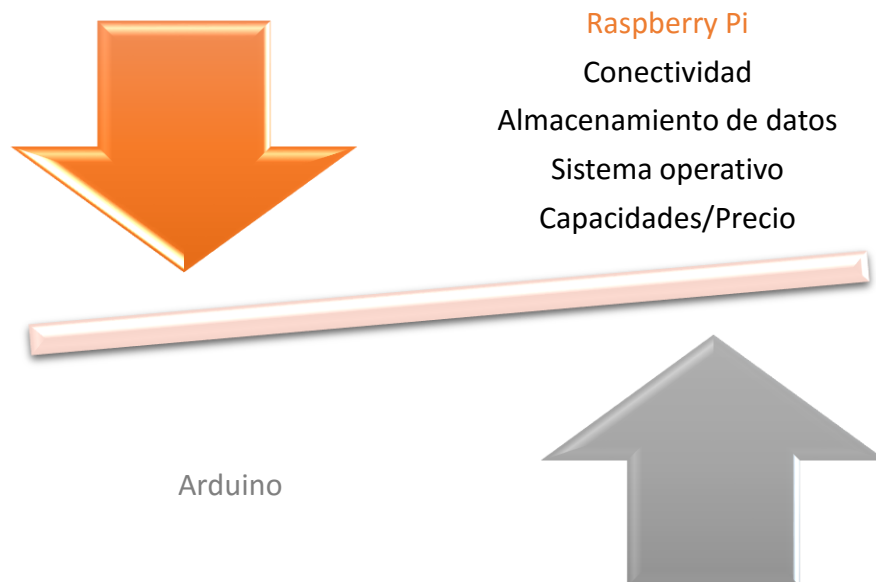 Raspberry Pi
Conectividad
Almacenamiento de datos
Sistema operativo
Capacidades/Precio
Arduino